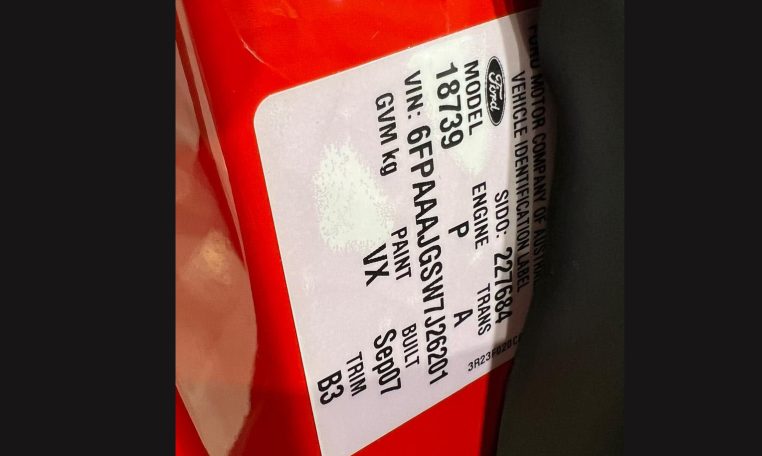 FORD MOTOR COMPANY OF
VEHICLE IDENTIFICATION LABEL
Ford
SIDO: 227684
MODEL ENGINE TRANS
18739 P A
VIN: 6FPAAAJGSW7J26201
GVM kg PAINT BUILT
VX Sep07
TRIM
B3